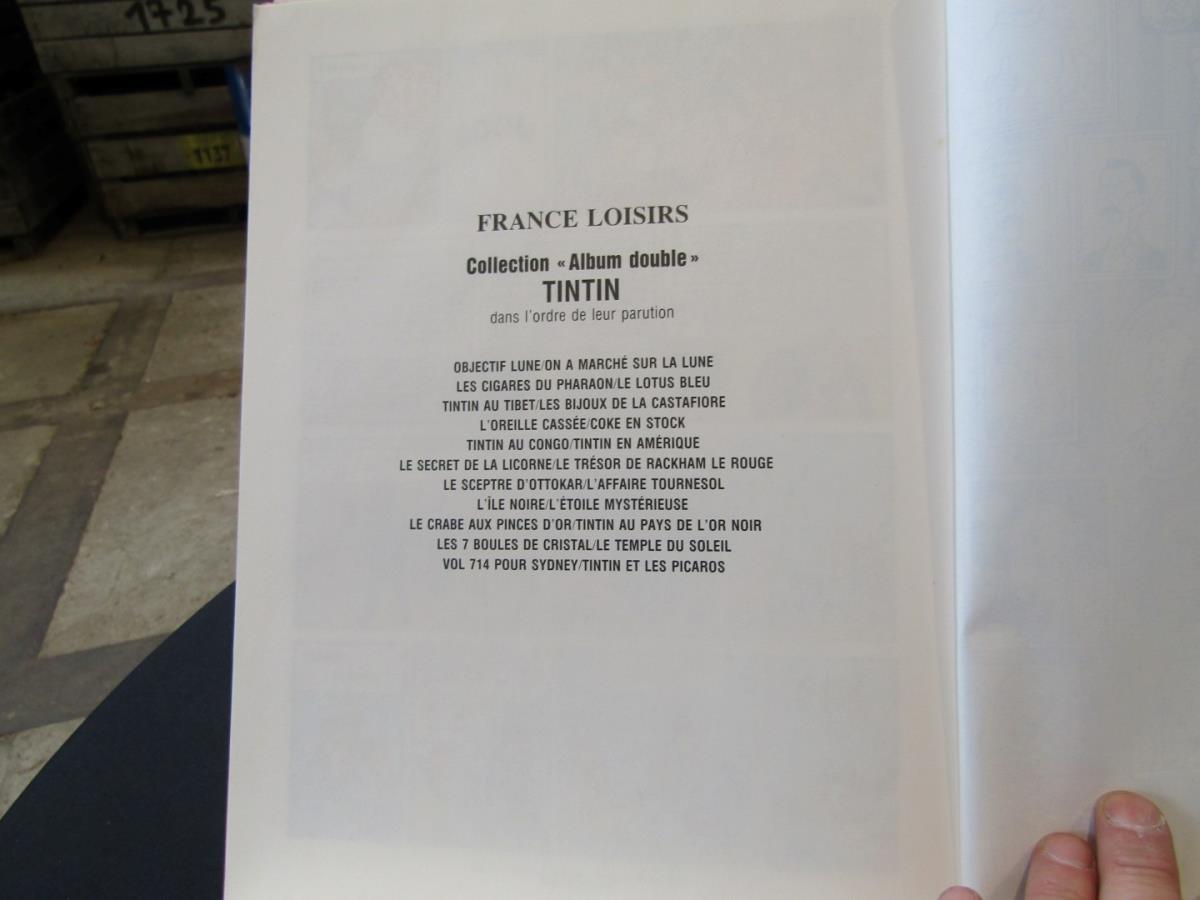 1725
1137
FRANCE LOISIRS
Collection « Album double »
TINTIN
dans l'ordre de leur parution
OBJECTIF LUNE/ON A MARCHÉ SUR LA LUNE
LES CIGARES DU PHARAON/LE LOTUS BLEU
TINTIN AU TIBET/LES BIJOUX DE LA CASTAFIORE
L'OREILLE CASSÉE/COKE EN STOCK
TINTIN AU CONGO/TINTIN EN AMÉRIQUE
LE SECRET DE LA LICORNE/LE TRÉSOR DE RACKHAM LE ROUGE
LE SCEPTRE D'OTTOKAR/L'AFFAIRE TOURNESOL
L'ÎLE NOIRE/L'ÉTOILE MYSTÉRIEUSE
LE CRABE AUX PINCES D'OR/TINTIN AU PAYS DE L'OR NOIR
LES 7 BOULES DE CRISTAL/LE TEMPLE DU SOLEIL
VOL 714 POUR SYDNEY/TINTIN ET LES PICAROS